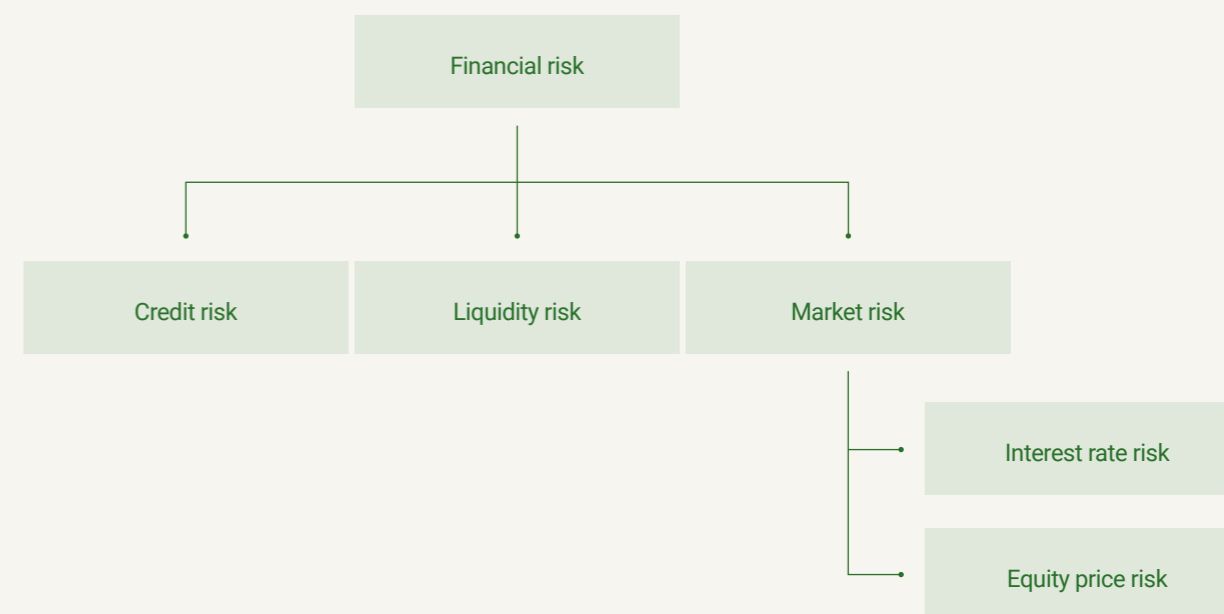 Financial risk
Credit risk
Liquidity risk
Market risk
Interest rate risk
Equity price risk